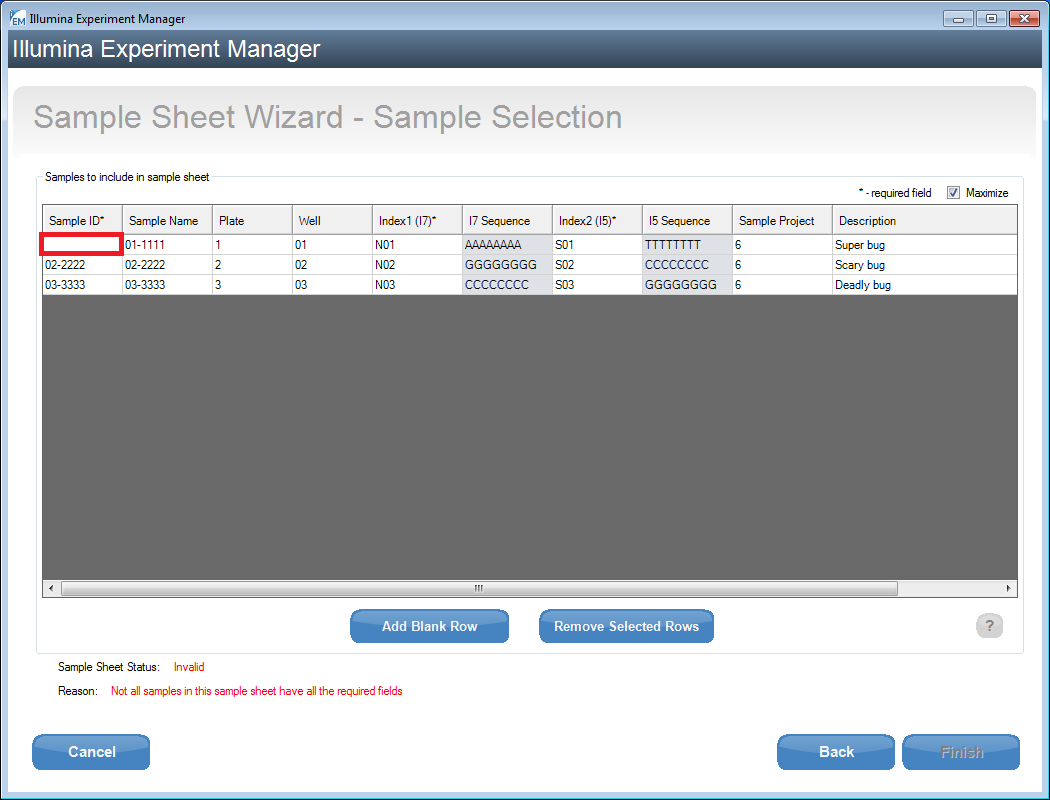 EM Illumina Experiment Manager
Illumina Experiment Manager
Sample Sheet Wizard - Sample Selection
Samples to include in sample sheet
* - required field Maximize
Sample ID* Sample Name Plate Well Index1 (I7)* I7 Sequence Index2 (I5)* I5 Sequence Sample Project Description
01-1111 1 01 N01 AAAAAAAA S01 TTTTTTTT 6 Super bug
02-2222 02-2222 2 02 N02 GGGGGGGG S02 CCCCCCCC 6 Scary bug
03-3333 03-3333 3 03 N03 CCCCCCCC S03 GGGGGGGG 6 Deadly bug
Add Blank Row Remove Selected Rows ?
Sample Sheet Status: Invalid
Reason: Not all samples in this sample sheet have all the required fields
Cancel Back Finish